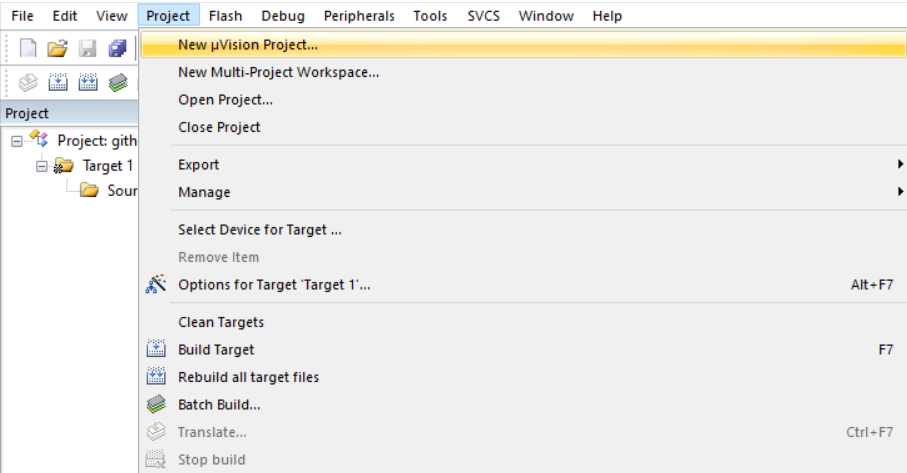 File Edit View Project Flash Debug Peripherals Tools SVCS Window Help
New µVision Project...
New Multi-Project Workspace...
Open Project...
Close Project
Export
Manage
Select Device for Target ...
Remove Item
Options for Target 'Target 1'... Alt+F7
Clean Targets
Build Target F7
Rebuild all target files
Batch Build...
Translate... Ctrl+F7
Stop build
Project
Project: gith
Target 1
Sour